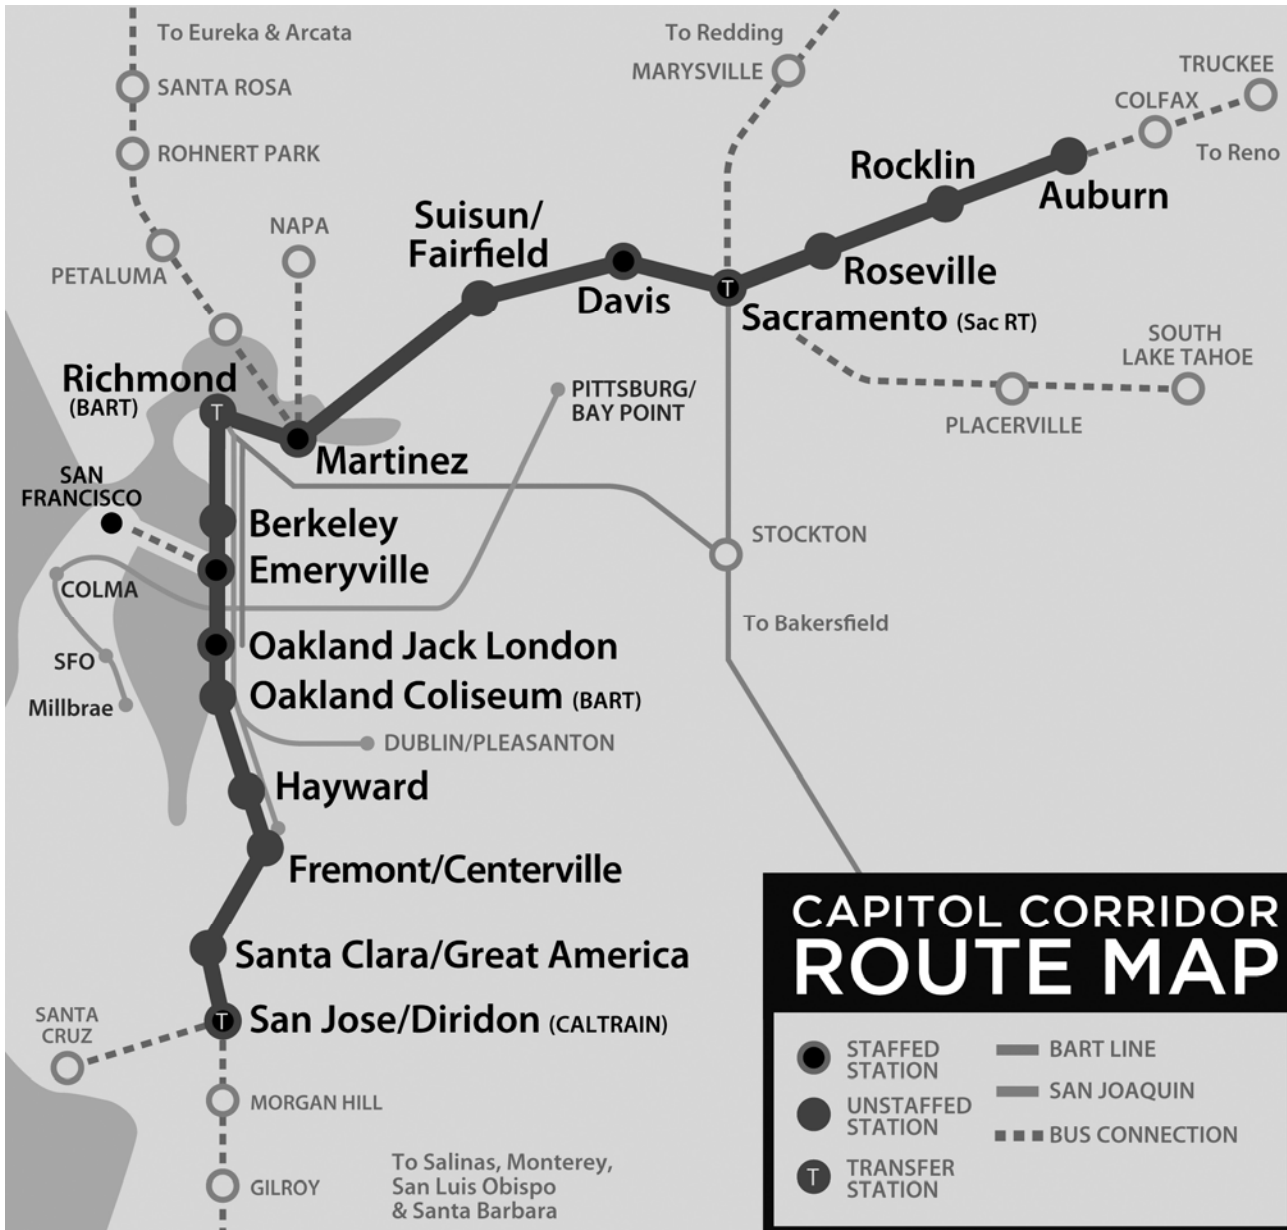 To Eureka & Arcata
SANTA ROSA
ROHNERT PARK
PETALUMA
NAPA
To Redding
MARYSVILLE
TRUCKEE
COLFAX
To Reno
Rocklin
Auburn
Suisun/
Fairfield
Davis
Roseville
Sacramento (Sac RT)
SOUTH
LAKE TAHOE
PLACERVILLE
Richmond
(BART)
T
T
PITTSBURG/
BAY POINT
Martinez
SAN
FRANCISCO
Berkeley
Emeryville
STOCKTON
COLMA
To Bakersfield
Oakland Jack London
SFO
Oakland Coliseum (BART)
Millbrae
DUBLIN/PLEASANTON
Hayward
Fremont/Centerville
Santa Clara/Great America
T
San Jose/Diridon (CALTRAIN)
SANTA
CRUZ
MORGAN HILL
GILROY
To Salinas, Monterey,
San Luis Obispo
& Santa Barbara
CAPITOL CORRIDOR
ROUTE MAP
STAFFED
STATION
UNSTAFFED
STATION
T
TRANSFER
STATION
BART LINE
SAN JOAQUIN
BUS CONNECTION